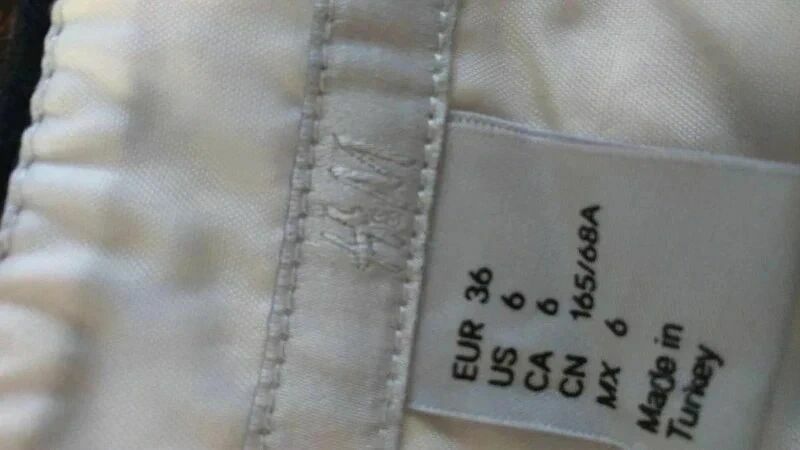 H&M
EUR 36
US 6
CA 6
CN 165/68A
MX 6
Made in
Turkey